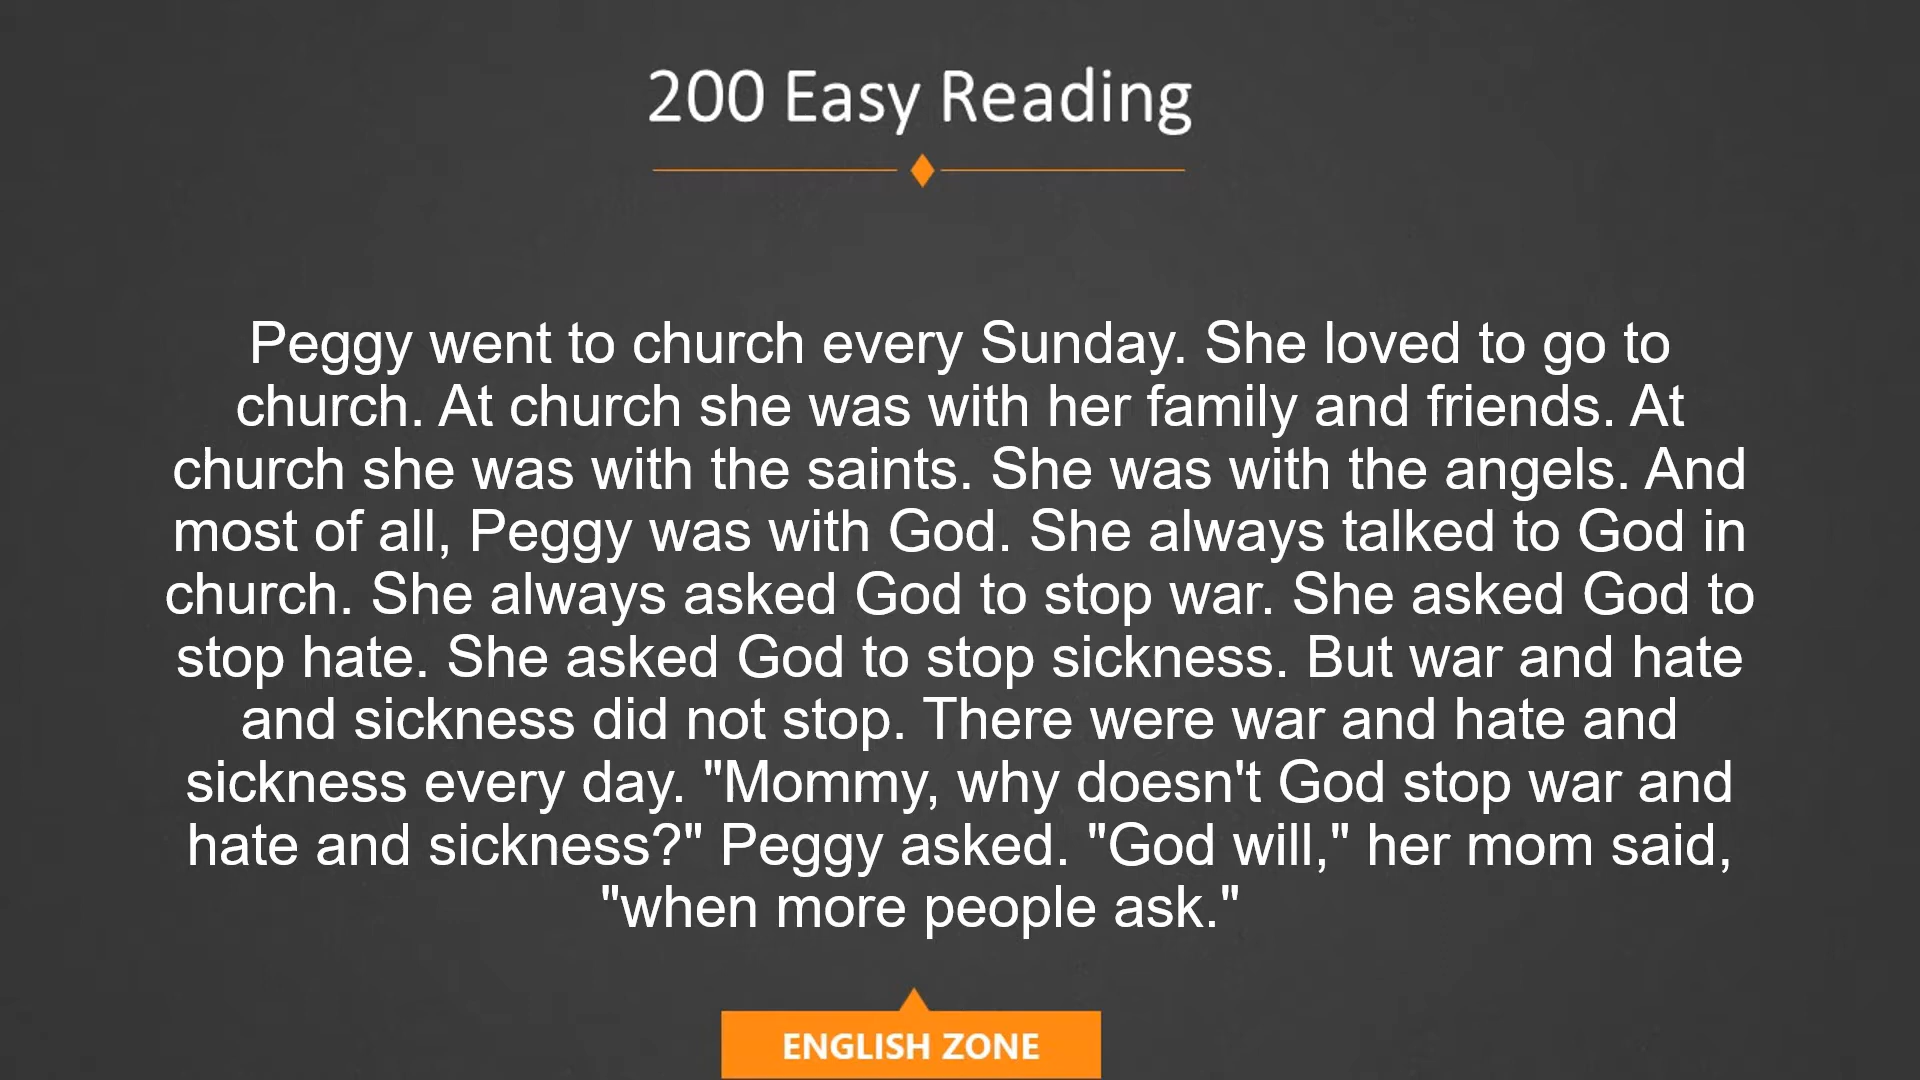 200 Easy Reading
Peggy went to church every Sunday. She loved to go to
church. At church she was with her family and friends. At
church she was with the saints. She was with the angels. And
most of all, Peggy was with God. She always talked to God in
church. She always asked God to stop war. She asked God to
stop hate. She asked God to stop sickness. But war and hate
and sickness did not stop. There were war and hate and
sickness every day. "Mommy, why doesn't God stop war and
hate and sickness?" Peggy asked. "God will," her mom said,
"when more people ask."
ENGLISH ZONE